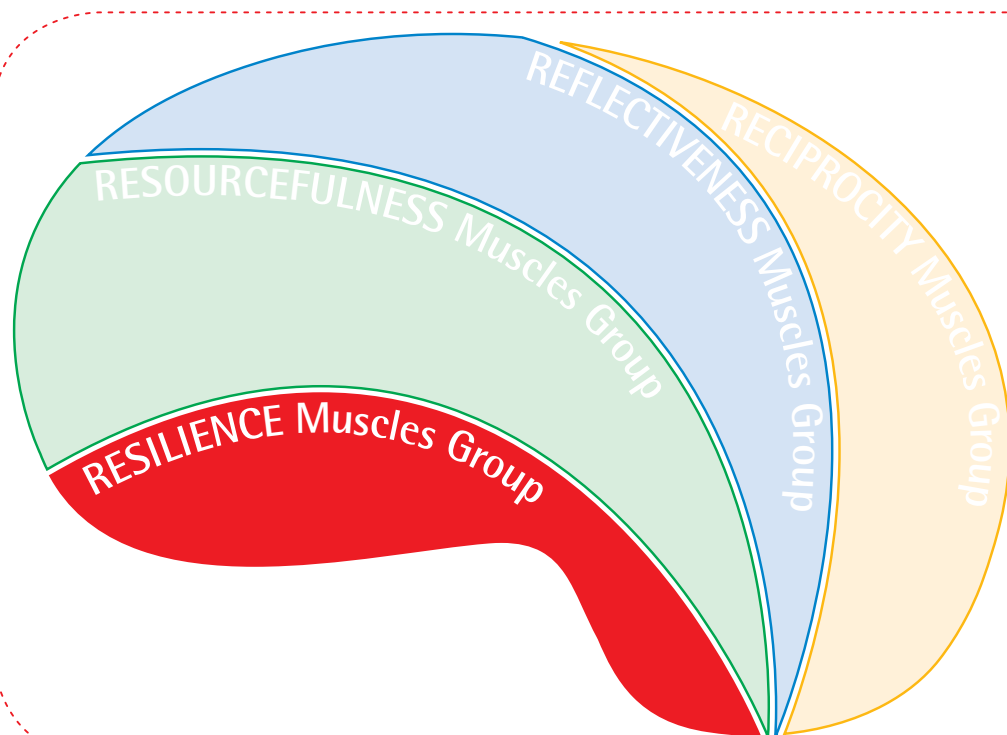 REFLECTIVENESS Muscles Group
RECIPROCITY Muscles Group
RESOURCEFULNESS Muscles Group
RESILIENCE Muscles Group